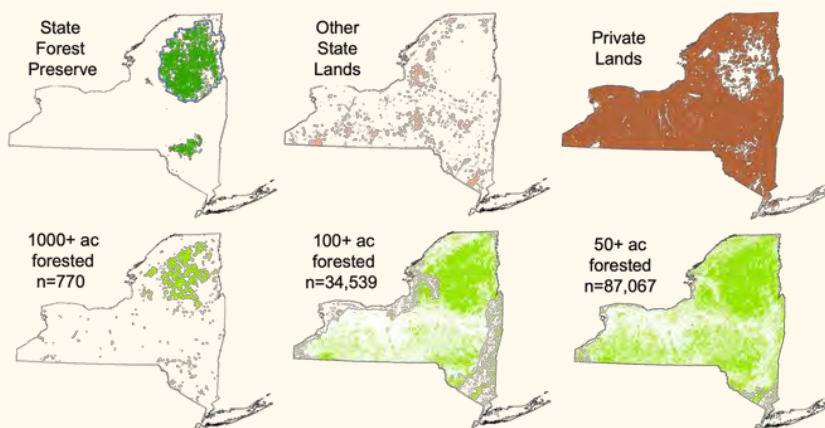 State
Forest
Preserve
Other
State
Lands
Private
Lands
1000+ ac
forested
n=770
100+ ac
forested
n=34,539
50+ ac
forested
n=87,067